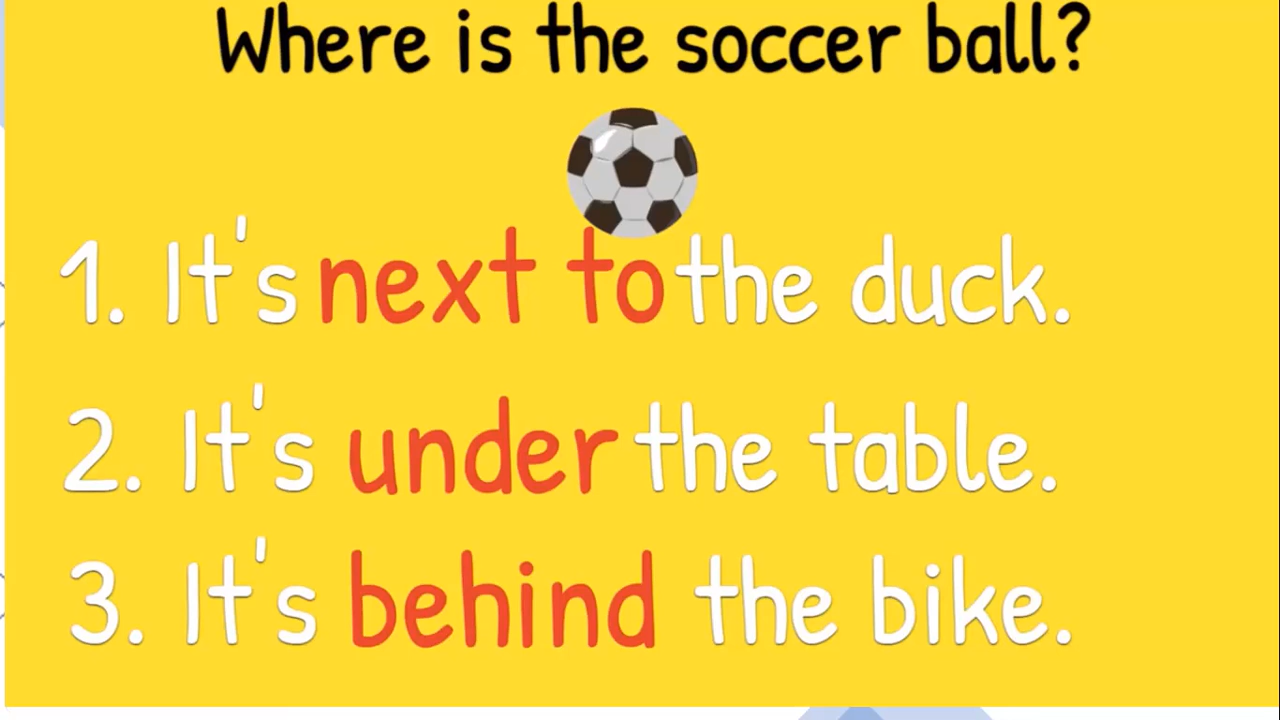 Where is the soccer ball?
1. It's next to the duck.
2. It's under the table.
3. It's behind the bike.